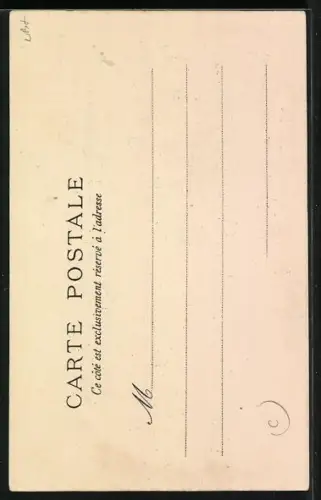 CARTE POSTALE
Ce côté est exclusivement réservé à l'adresse
M
C